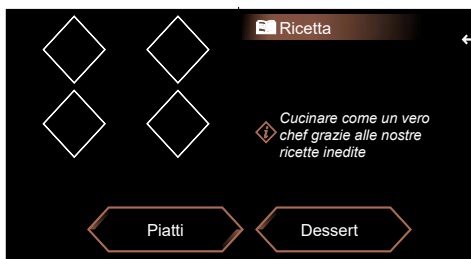 Ricetta
Cucinare come un vero
chef grazie alle nostre
ricette inedite
Piatti
Dessert